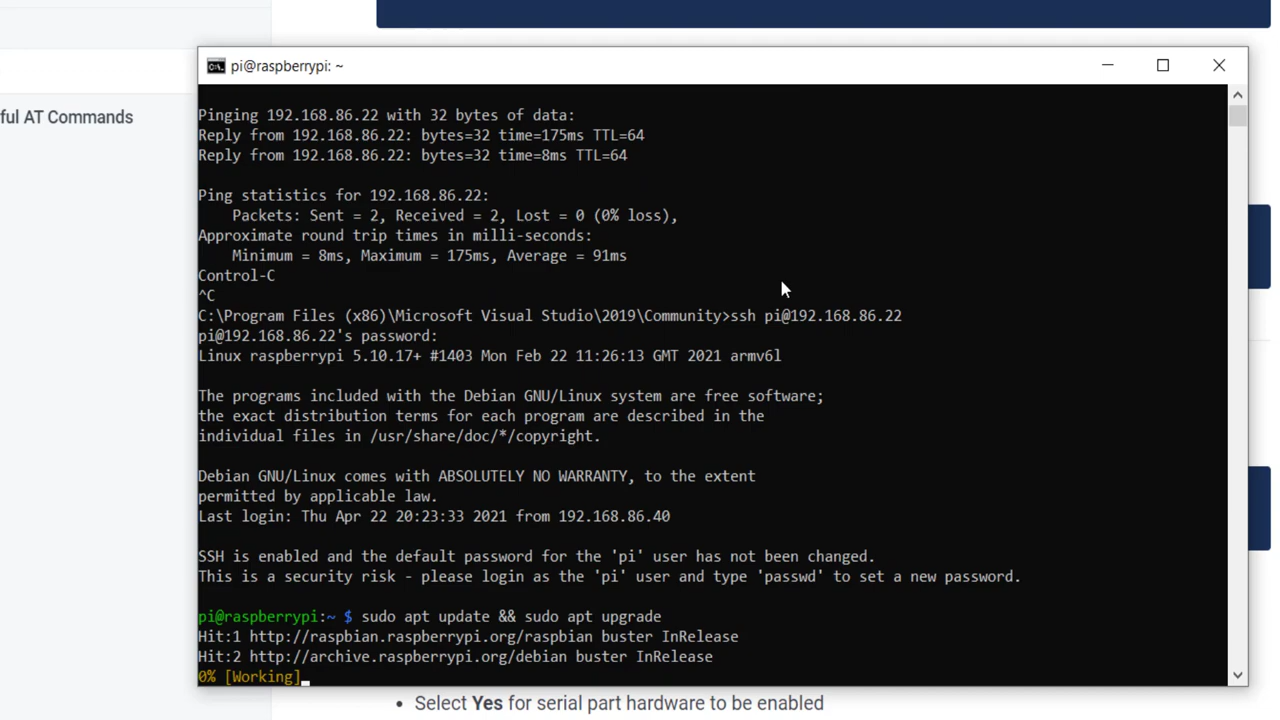 pi@raspberrypi: ~
ful AT Commands
Pinging 192.168.86.22 with 32 bytes of data:
Reply from 192.168.86.22: bytes=32 time=175ms TTL=64
Reply from 192.168.86.22: bytes=32 time=8ms TTL=64
Ping statistics for 192.168.86.22:
    Packets: Sent = 2, Received = 2, Lost = 0 (0% loss),
Approximate round trip times in milli-seconds:
    Minimum = 8ms, Maximum = 175ms, Average = 91ms
Control-C
^C
C:\Program Files (x86)\Microsoft Visual Studio\2019\Community>ssh pi@192.168.86.22
pi@192.168.86.22's password:
Linux raspberrypi 5.10.17+ #1403 Mon Feb 22 11:26:13 GMT 2021 armv6l
The programs included with the Debian GNU/Linux system are free software;
the exact distribution terms for each program are described in the
individual files in /usr/share/doc/*/copyright.
Debian GNU/Linux comes with ABSOLUTELY NO WARRANTY, to the extent
permitted by applicable law.
Last login: Thu Apr 22 20:23:33 2021 from 192.168.86.40
SSH is enabled and the default password for the 'pi' user has not been changed.
This is a security risk - please login as the 'pi' user and type 'passwd' to set a new password.
pi@raspberrypi:~ $ sudo apt update && sudo apt upgrade
Hit:1 http://raspbian.raspberrypi.org/raspbian buster InRelease
Hit:2 http://archive.raspberrypi.org/debian buster InRelease
0% [Working]
• Select Yes for serial part hardware to be enabled